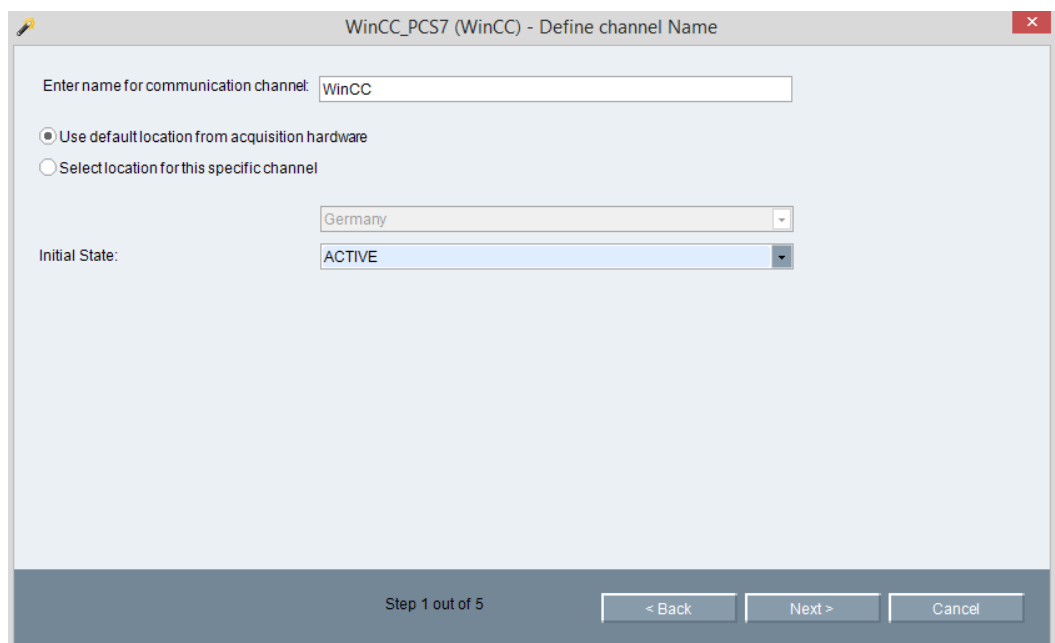 WinCC_PCS7 (WinCC) - Define channel Name
Enter name for communication channel: WinCC
Use default location from acquisition hardware
Select location for this specific channel
Germany
Initial State: ACTIVE
Step 1 out of 5 < Back Next > Cancel